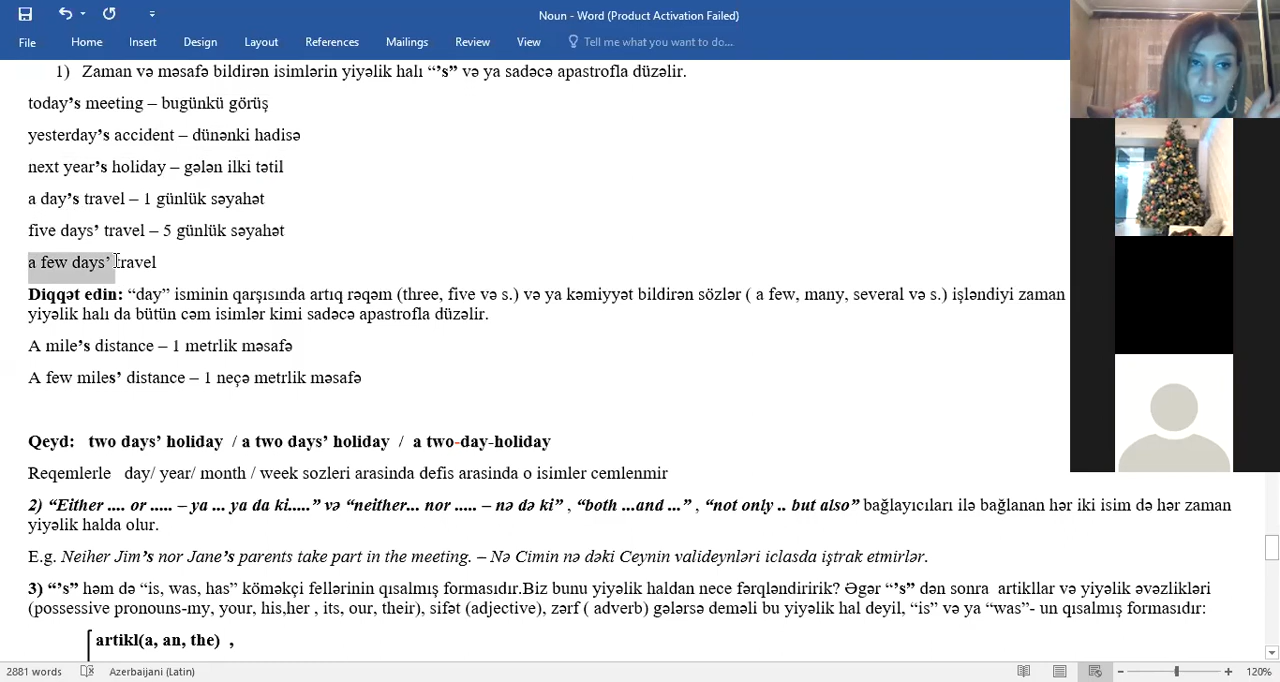 Noun - Word (Product Activation Failed)
File Home Insert Design Layout References Mailings Review View Tell me what you want to do...
1) Zaman və məsafə bildirən isimlərin yiyəlik halı “’s” və ya sadəcə apastrofla düzəlir.
today’s meeting – bugünkü görüş
yesterday’s accident – dünənki hadisə
next year’s holiday – gələn ilki tətil
a day’s travel – 1 günlük səyahət
five days’ travel – 5 günlük səyahət
a few days’ travel
Diqqət edin: “day” isminin qarşısında artıq rəqəm (three, five və s.) və ya kəmiyyət bildirən sözlər ( a few, many, several və s.) işləndiyi zaman
yiyəlik halı da bütün cəm isimlər kimi sadəcə apastrofla düzəlir.
A mile’s distance – 1 metrlik məsafə
A few miles’ distance – 1 neçə metrlik məsafə
Qeyd: two days’ holiday / a two days’ holiday / a two-day-holiday
Reqemlerle day/ year/ month / week sozleri arasinda defis arasinda o isimler cemlenmir
2) “Either .... or ..... – ya ... ya da ki.....” və “neither... nor ..... – nə də ki” , “both ...and ...” , “not only .. but also” bağlayıcıları ilə bağlanan hər iki isim də hər zaman
yiyəlik halda olur.
E.g. Neiher Jim’s nor Jane’s parents take part in the meeting. – Nə Cimin nə dəki Ceynin valideynləri iclasda iştrak etmirlər.
3) “’s” həm də “is, was, has” köməkçi fellərinin qısalmış formasıdır.Biz bunu yiyəlik haldan nece fərqləndiririk? Əgər “’s” dən sonra artikllar və yiyəlik əvəzlikləri
(possessive pronouns-my, your, his,her , its, our, their), sifət (adjective), zərf ( adverb) gələrsə deməli bu yiyəlik hal deyil, “is” və ya “was”- un qısalmış formasıdır:
artikl(a, an, the) ,
2881 words Azerbaijani (Latin) 120%